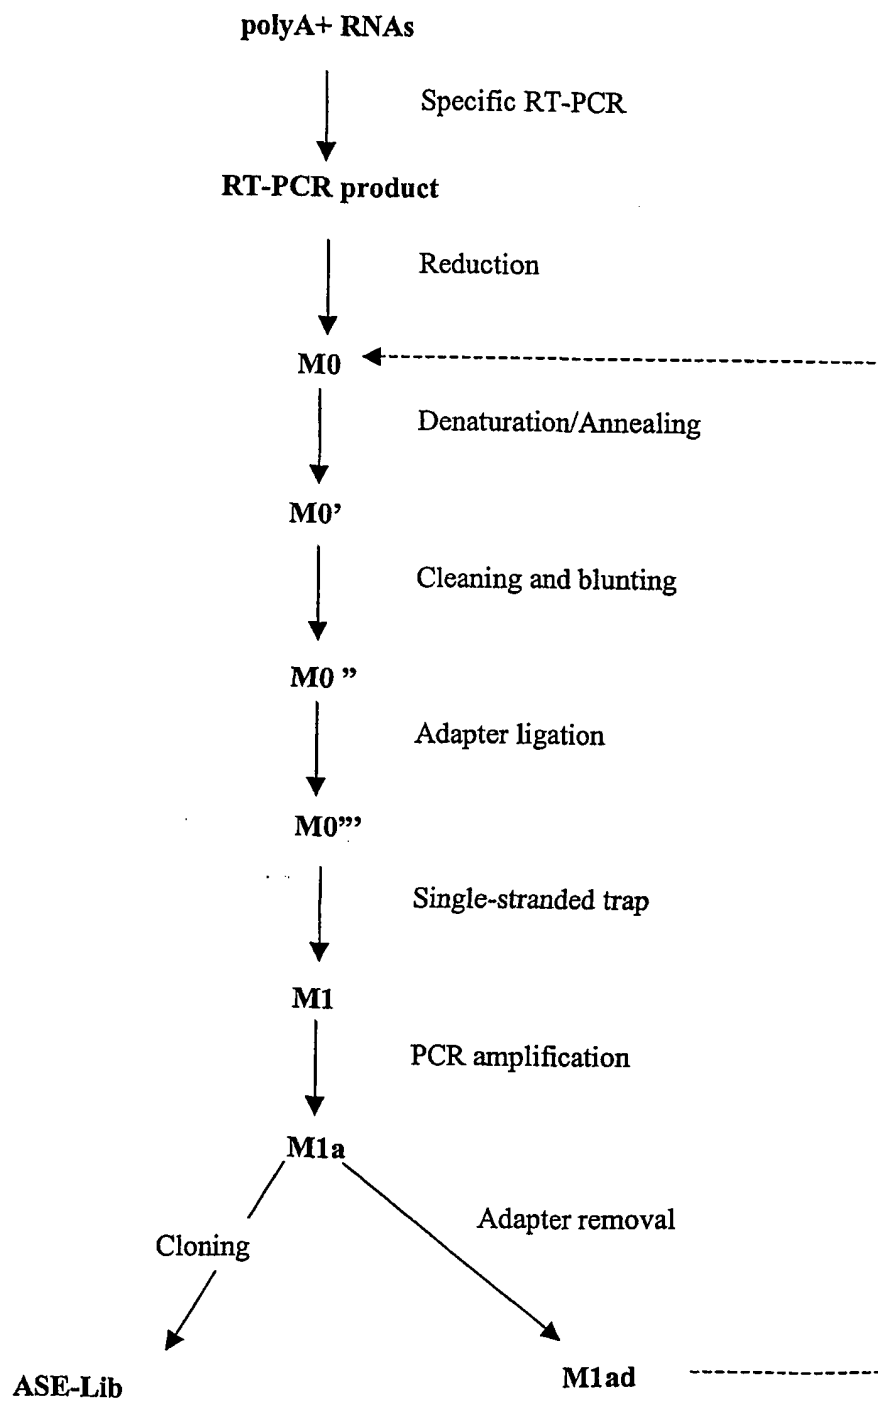 polyA+ RNAs
Specific RT-PCR
RT-PCR product
Reduction
M0
Denaturation/Annealing
M0’
Cleaning and blunting
M0 ”
Adapter ligation
M0”’
Single-stranded trap
M1
PCR amplification
M1a
Adapter removal
Cloning
M1ad
ASE-Lib